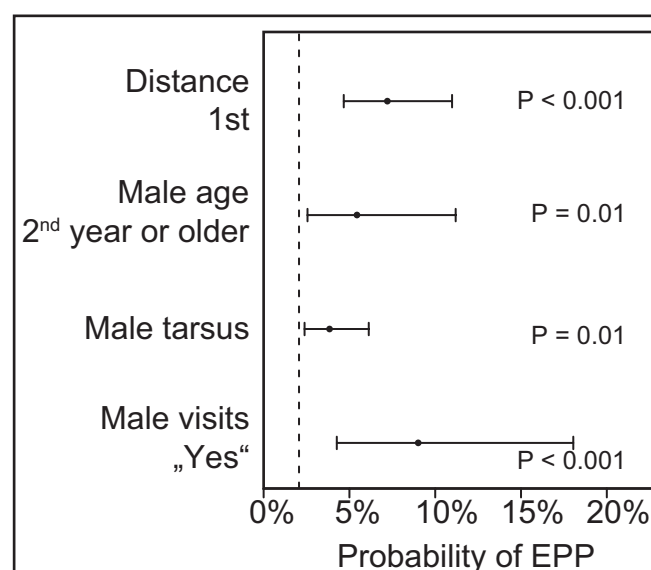 Distance
1st
P < 0.001
Male age
2nd year or older
P = 0.01
Male tarsus
P = 0.01
Male visits
„Yes“
P < 0.001
0% 5% 10% 15% 20%
Probability of EPP